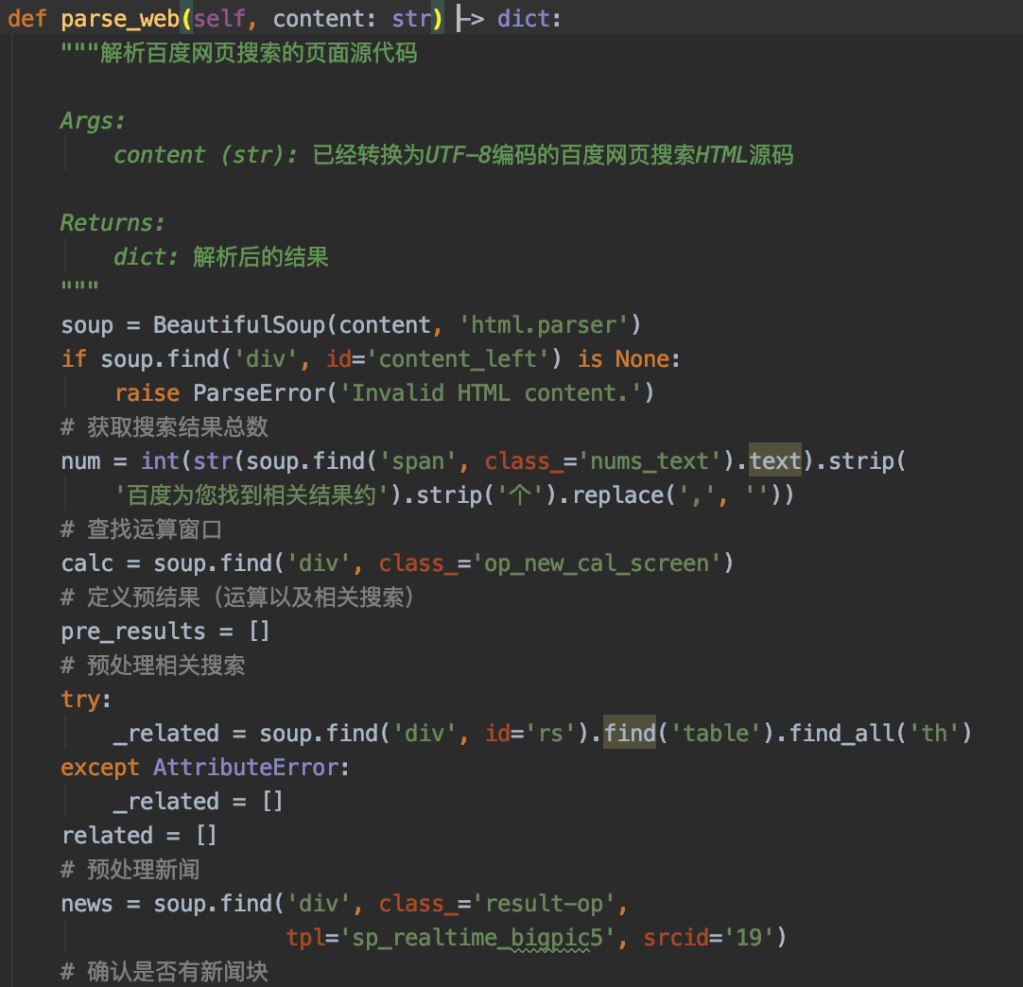 def parse_web(self, content: str) -> dict:
"""解析百度网页搜索的页面源代码
Args:
content (str): 已经转换为UTF-8编码的百度网页搜索HTML源码
Returns:
dict: 解析后的结果
"""
soup = BeautifulSoup(content, 'html.parser')
if soup.find('div', id='content_left') is None:
raise ParseError('Invalid HTML content.')
# 获取搜索结果总数
num = int(str(soup.find('span', class_='nums_text').text).strip(
'百度为您找到相关结果约').strip('个').replace(',', ''))
# 查找运算窗口
calc = soup.find('div', class_='op_new_cal_screen')
# 定义预结果（运算以及相关搜索）
pre_results = []
# 预处理相关搜索
try:
_related = soup.find('div', id='rs').find('table').find_all('th')
except AttributeError:
_related = []
related = []
# 预处理新闻
news = soup.find('div', class_='result-op',
tpl='sp_realtime_bigpic5', srcid='19')
# 确认是否有新闻块